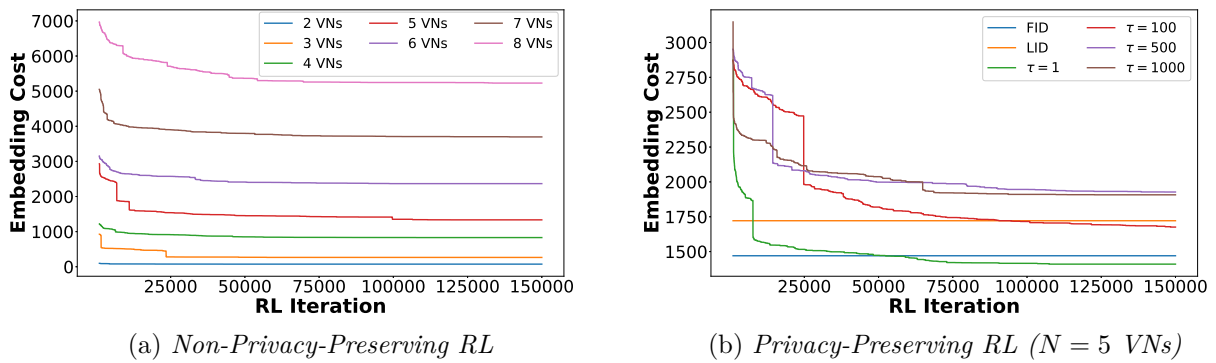 7000
6000
5000
4000
3000
2000
1000
0
Embedding Cost
2 VNs
3 VNs
4 VNs
5 VNs
6 VNs
7 VNs
8 VNs
25000 50000 75000 100000 125000 150000
RL Iteration
(a) Non-Privacy-Preserving RL
3000
2750
2500
2250
2000
1750
1500
Embedding Cost
FID
LID
τ = 1
τ = 100
τ = 500
τ = 1000
25000 50000 75000 100000 125000 150000
RL Iteration
(b) Privacy-Preserving RL (N = 5 VNs)